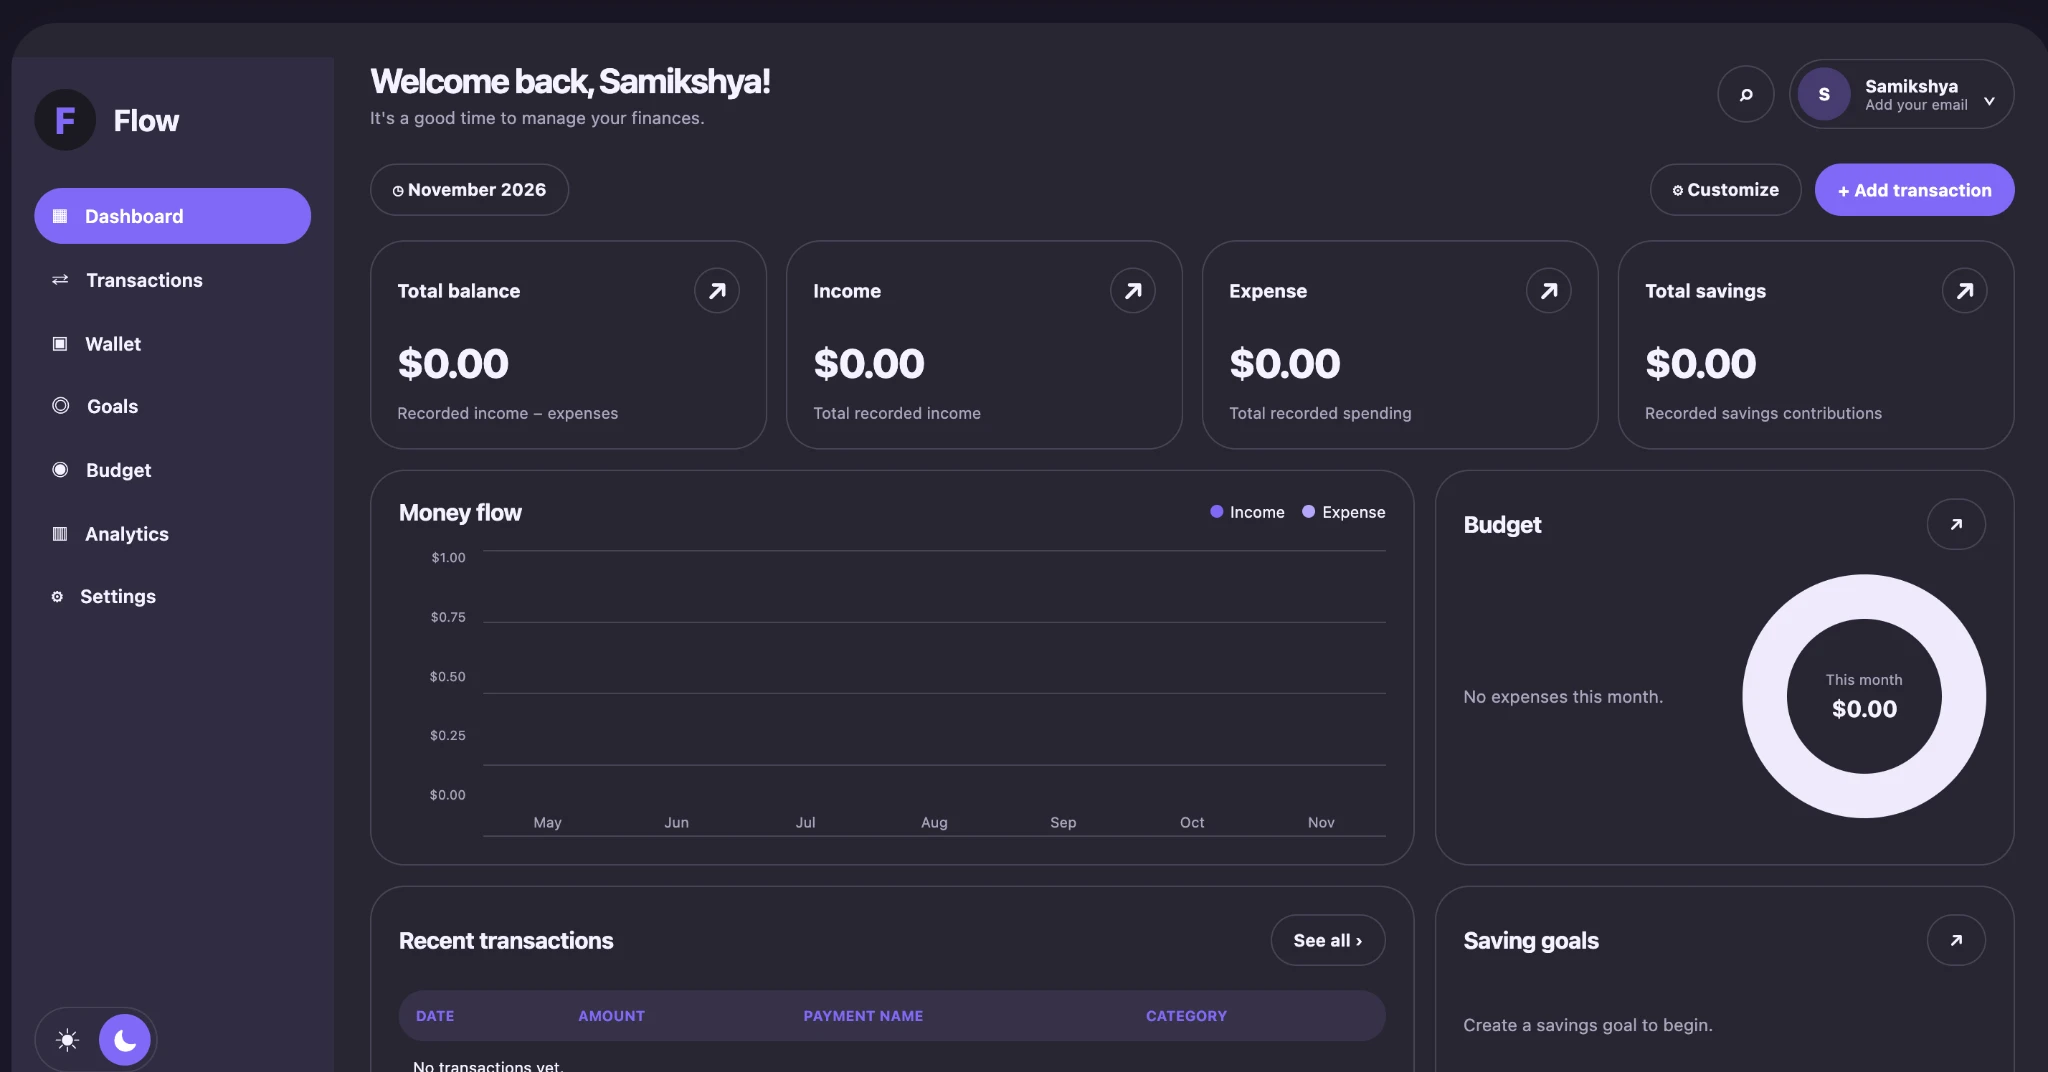 F
Flow
Dashboard
Transactions
Wallet
Goals
Budget
Analytics
Settings
Welcome back, Samikshya!
It's a good time to manage your finances.
S
Samikshya
Add your email
November 2026
Customize
+ Add transaction
Total balance
$0.00
Recorded income – expenses
Income
$0.00
Total recorded income
Expense
$0.00
Total recorded spending
Total savings
$0.00
Recorded savings contributions
Money flow
Income
Expense
$1.00
$0.75
$0.50
$0.25
$0.00
May Jun Jul Aug Sep Oct Nov
Budget
No expenses this month.
This month
$0.00
Recent transactions
See all ›
DATE AMOUNT PAYMENT NAME CATEGORY
No transactions yet.
Saving goals
Create a savings goal to begin.